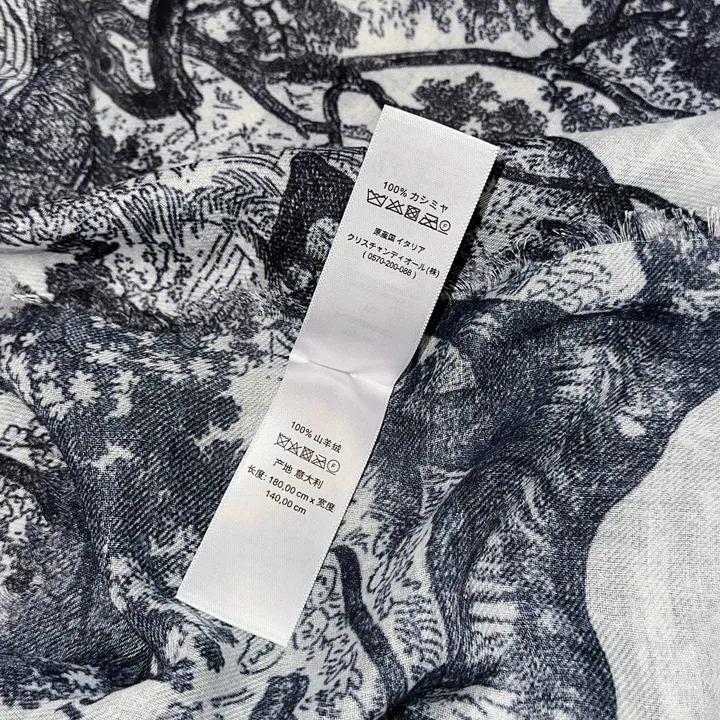 100% カシミヤ
F
原産国 イタリア
クリスチャンディオール(株)
( 0570-200-088 )
100% 山羊绒
F
产地 意大利
长度: 180,00 cm x 宽度
140,00 cm